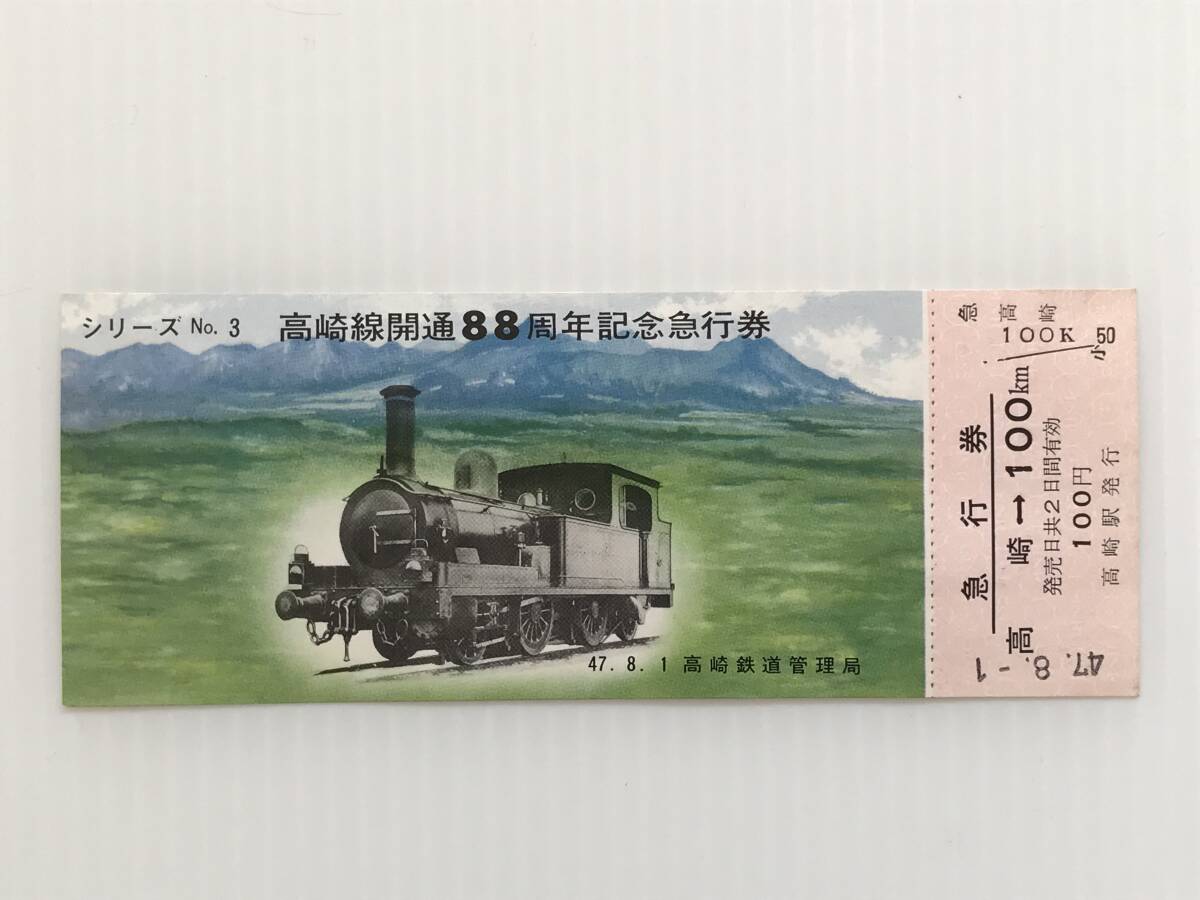 シリーズ No. 3
高崎線開通88周年記念急行券
47. 8. 1 高崎鉄道管理局
急 高崎
100K
小 50
急行券
高崎→100km
発売日共2日間有効
100円
高崎駅発行
47. 8. -1